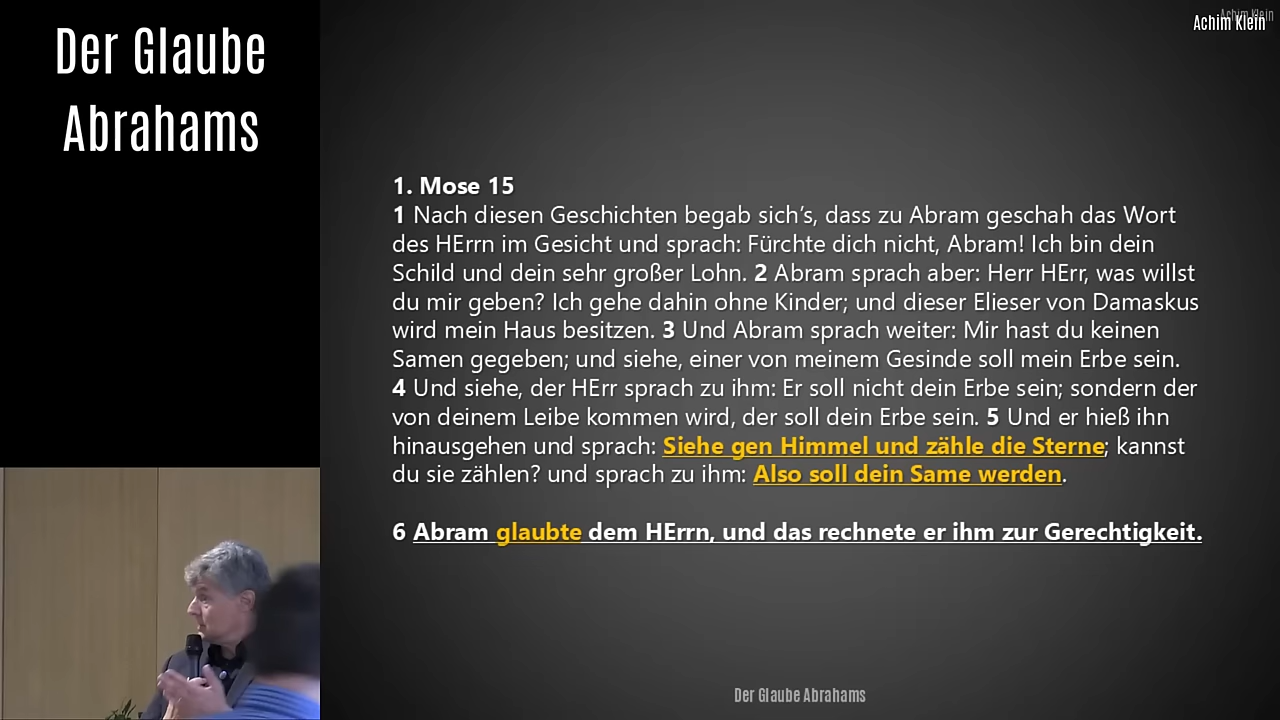 Der Glaube
Abrahams
Achim Klein
Achim Klein
1. Mose 15
1 Nach diesen Geschichten begab sich’s, dass zu Abram geschah das Wort
des HErrn im Gesicht und sprach: Fürchte dich nicht, Abram! Ich bin dein
Schild und dein sehr großer Lohn. 2 Abram sprach aber: Herr HErr, was willst
du mir geben? Ich gehe dahin ohne Kinder; und dieser Elieser von Damaskus
wird mein Haus besitzen. 3 Und Abram sprach weiter: Mir hast du keinen
Samen gegeben; und siehe, einer von meinem Gesinde soll mein Erbe sein.
4 Und siehe, der HErr sprach zu ihm: Er soll nicht dein Erbe sein; sondern der
von deinem Leibe kommen wird, der soll dein Erbe sein. 5 Und er hieß ihn
hinausgehen und sprach: Siehe gen Himmel und zähle die Sterne; kannst
du sie zählen? und sprach zu ihm: Also soll dein Same werden.
6 Abram glaubte dem HErrn, und das rechnete er ihm zur Gerechtigkeit.
Der Glaube Abrahams